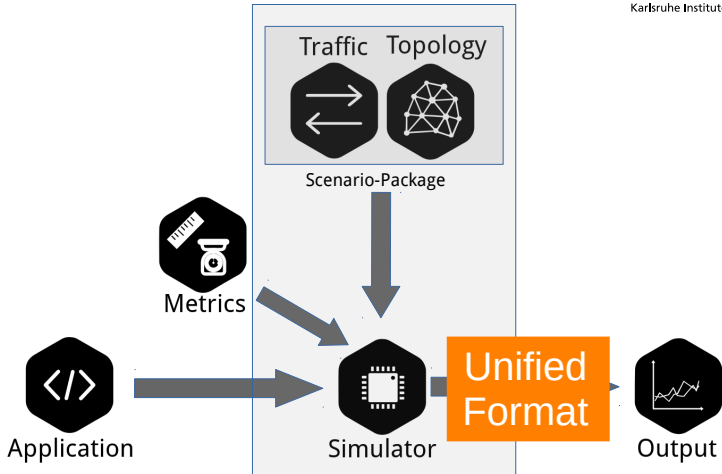 Karlsruhe Institut
Traffic Topology
Scenario-Package
Metrics
Unified
Format
Application
Simulator
Output